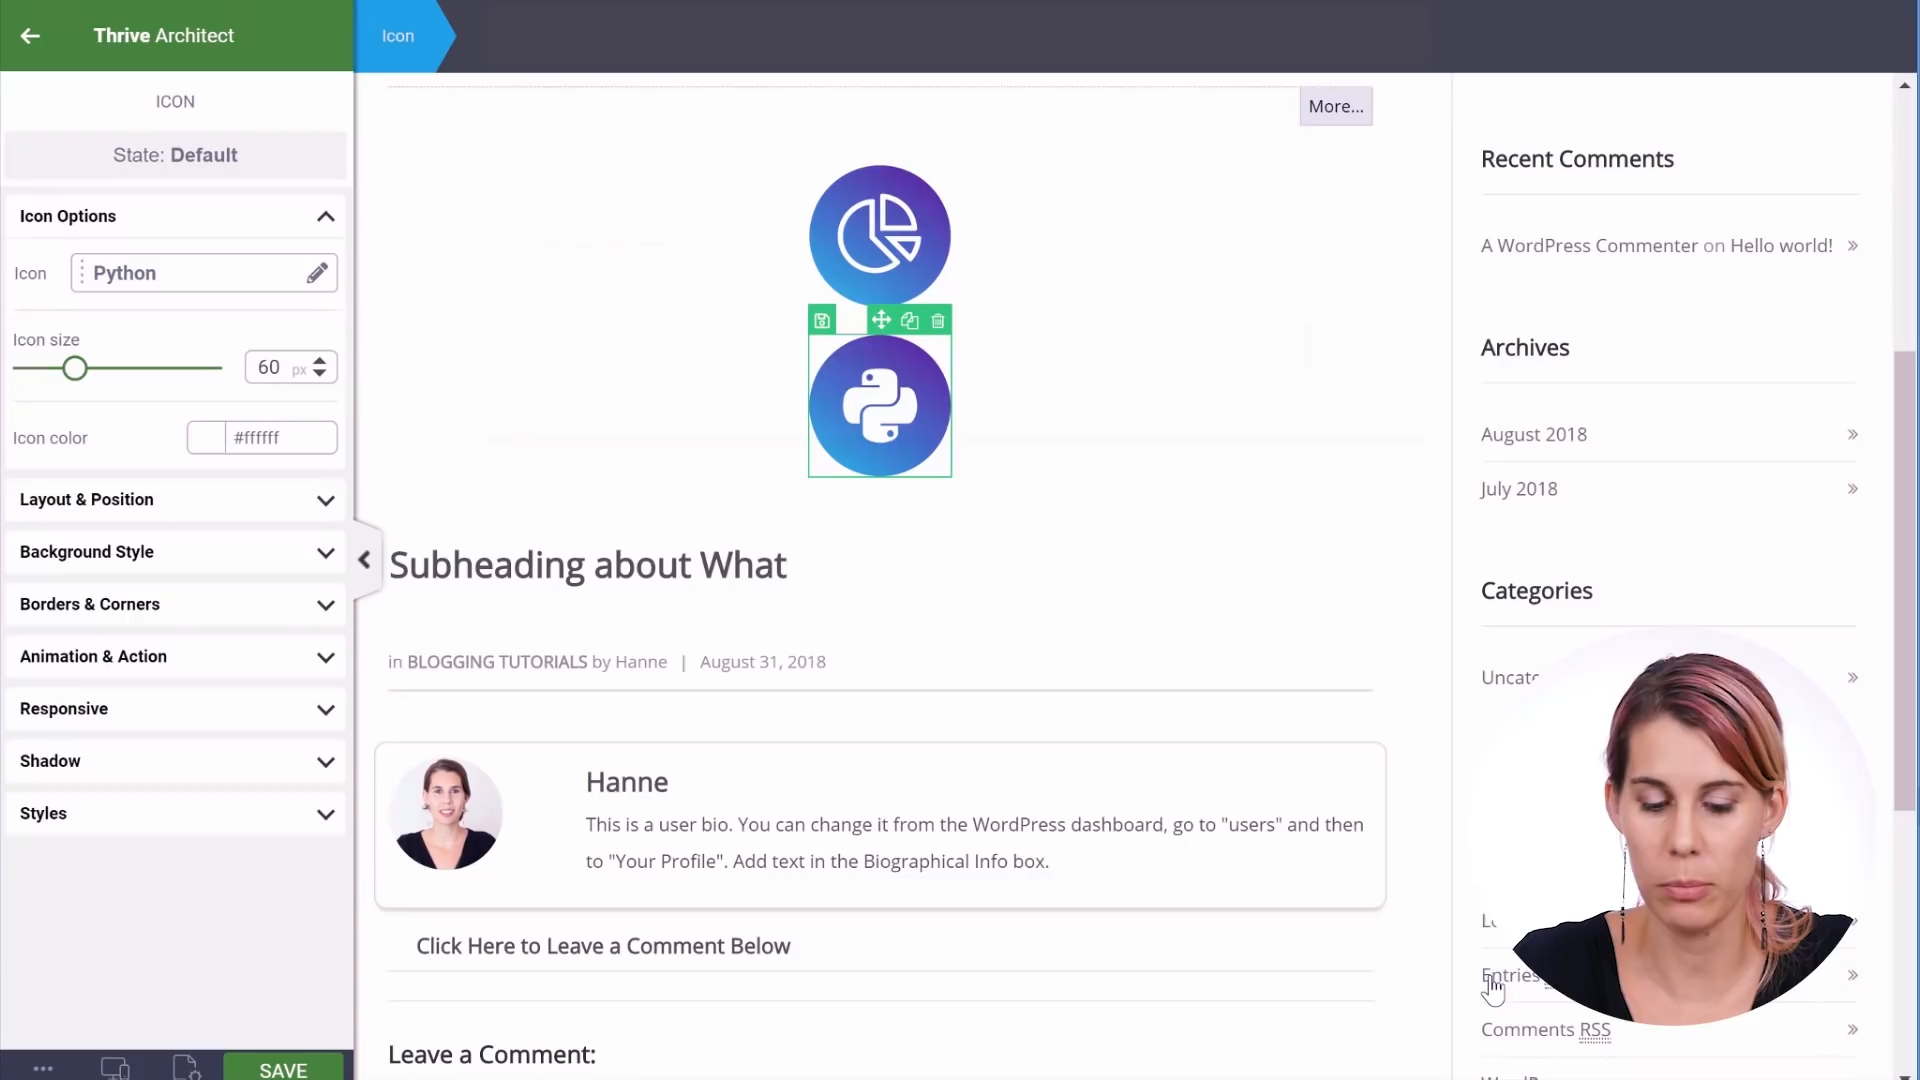 Thrive Architect
Icon
ICON
State: Default
Icon Options
Icon
Python
Icon size
60 px
Icon color
#ffffff
Layout & Position
Background Style
Borders & Corners
Animation & Action
Responsive
Shadow
Styles
SAVE
More...
Subheading about What
in BLOGGING TUTORIALS by Hanne | August 31, 2018
Hanne
This is a user bio. You can change it from the WordPress dashboard, go to "users" and then
to "Your Profile". Add text in the Biographical Info box.
Click Here to Leave a Comment Below
Leave a Comment:
Recent Comments
A WordPress Commenter on Hello world! »
Archives
August 2018 »
July 2018 »
Categories
»
Entries »
Comments RSS »